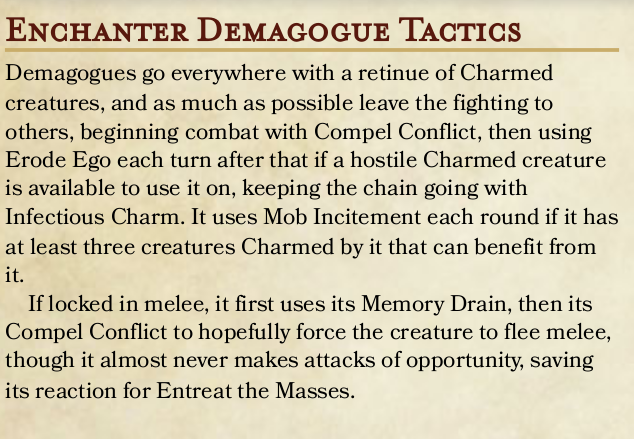 Enchanter Demagogue Tactics
Demagogues go everywhere with a retinue of Charmed
creatures, and as much as possible leave the fighting to
others, beginning combat with Compel Conflict, then using
Erode Ego each turn after that if a hostile Charmed creature
is available to use it on, keeping the chain going with
Infectious Charm. It uses Mob Incitement each round if it has
at least three creatures Charmed by it that can benefit from
it.
If locked in melee, it first uses its Memory Drain, then its
Compel Conflict to hopefully force the creature to flee melee,
though it almost never makes attacks of opportunity, saving
its reaction for Entreat the Masses.